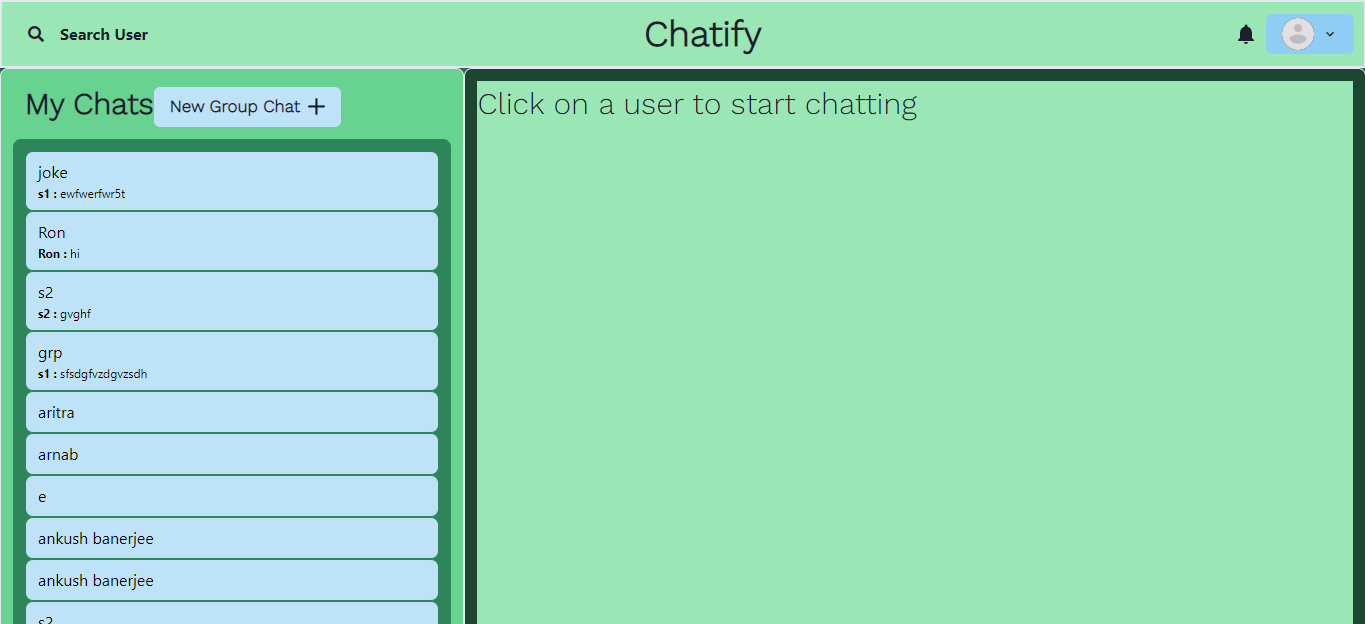 Search User
Chatify
My Chats
New Group Chat +
joke
s1 : ewfwerfwr5t
Ron
Ron : hi
s2
s2 : gvghf
grp
s1 : sfsdgfvzdgvzsdh
aritra
arnab
e
ankush banerjee
ankush banerjee
s2
Click on a user to start chatting